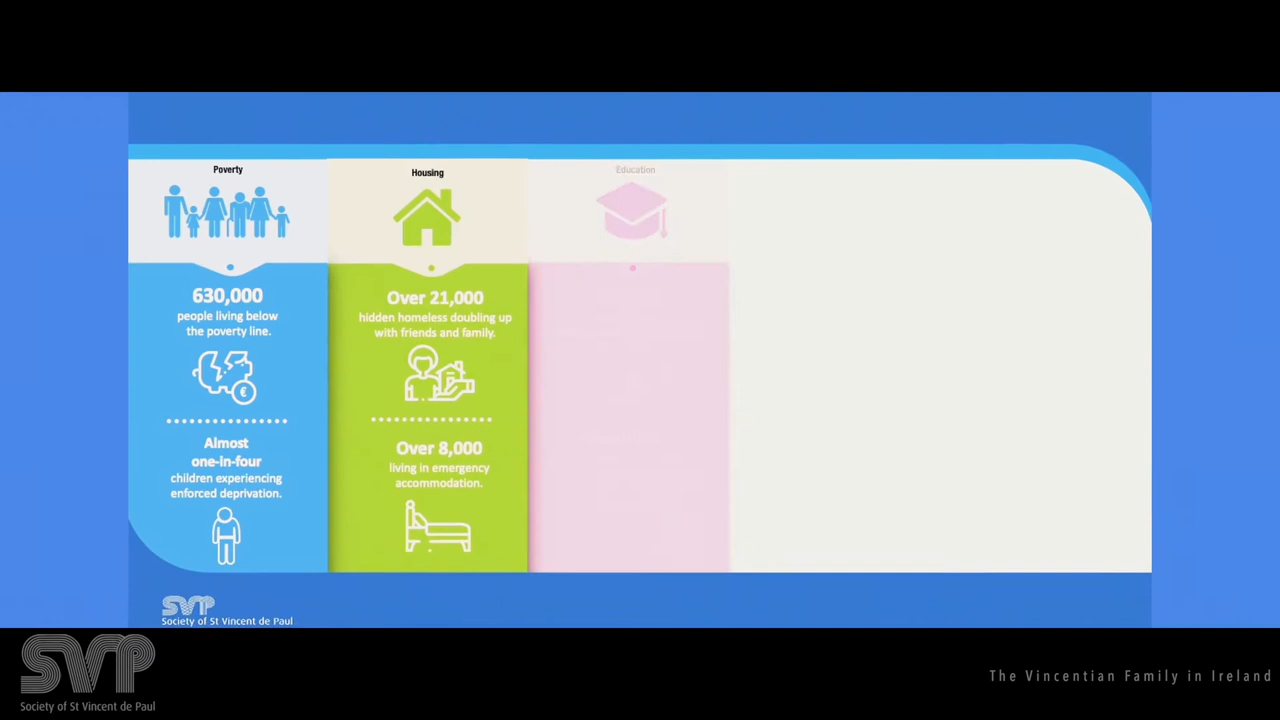 Poverty
Housing
Education
630,000
people living below
the poverty line.
€
Almost
one-in-four
children experiencing
enforced deprivation.
Over 21,000
hidden homeless doubling up
with friends and family.
Over 8,000
living in emergency
accommodation.
SVP
Society of St Vincent de Paul
SVP
Society of St Vincent de Paul
The Vincentian Family in Ireland